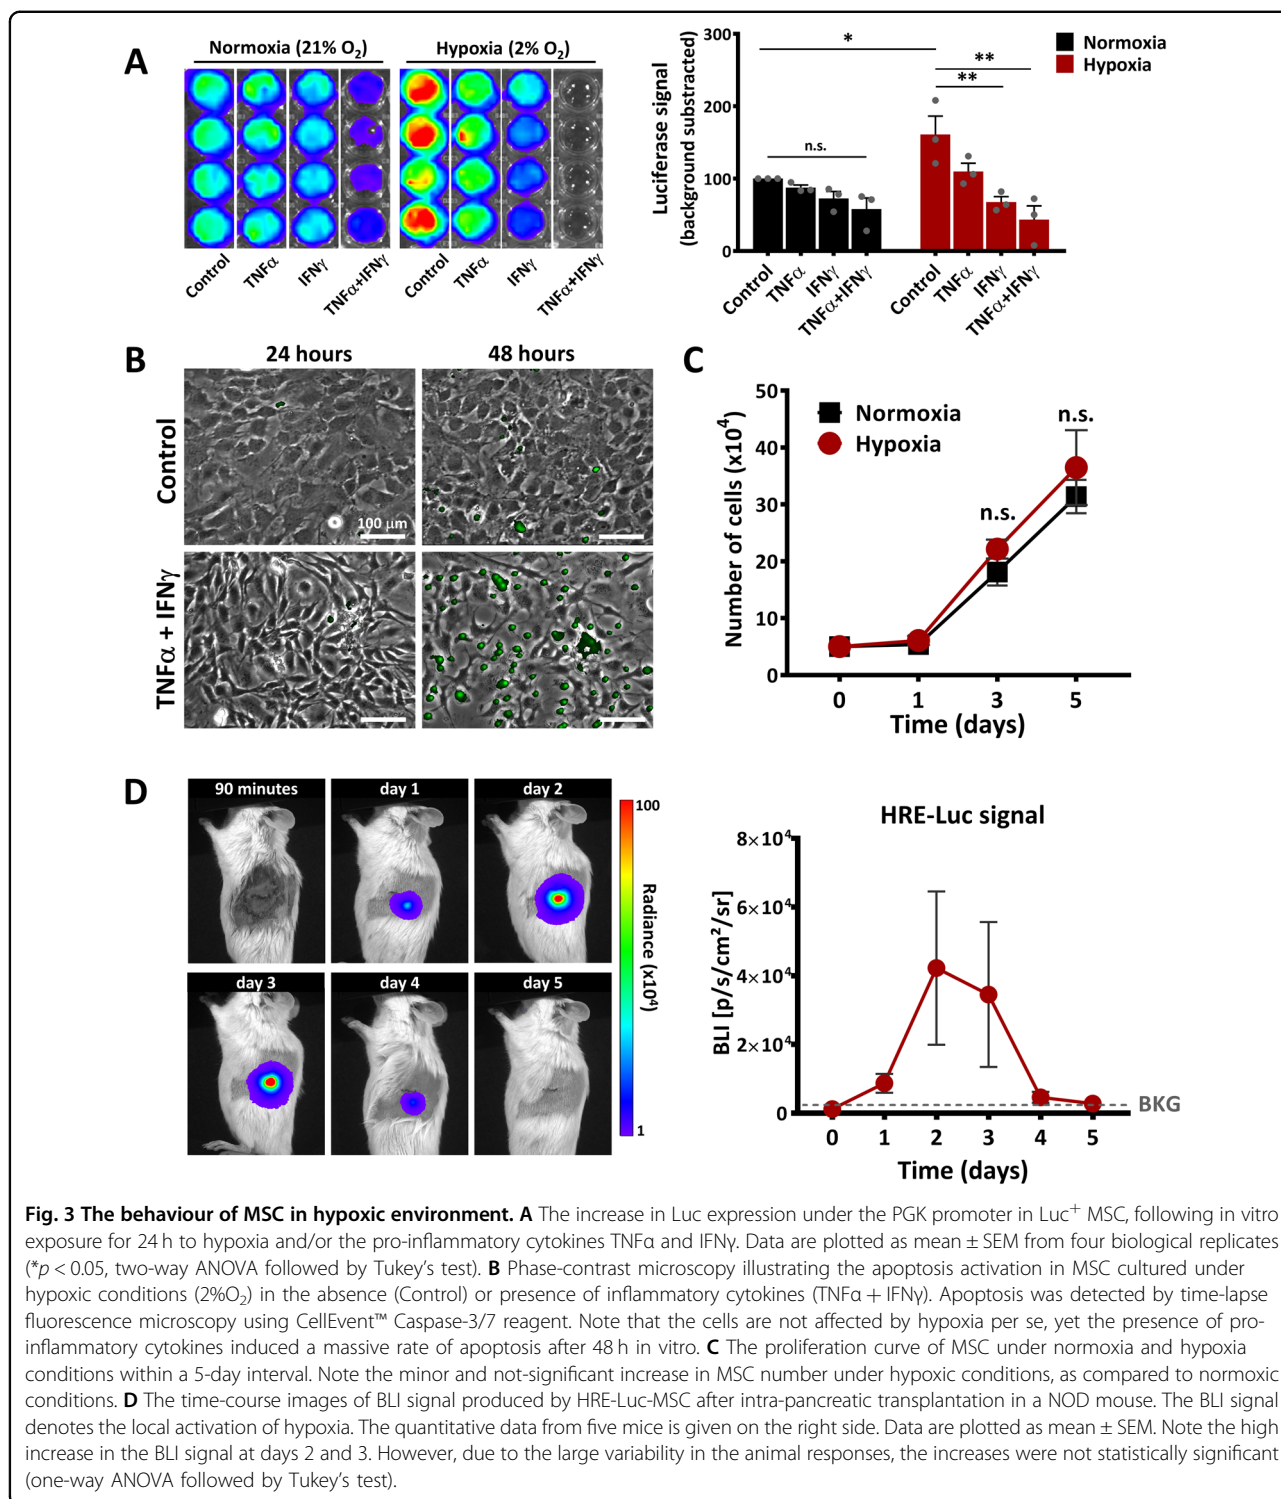 A
Normoxia (21% O₂)
Hypoxia (2% O₂)
Control
TNFα
IFNγ
TNFα+IFNγ
Control
TNFα
IFNγ
TNFα+IFNγ
Luciferase signal
(background substracted)
300
200
100
0
*
**
**
n.s.
Normoxia
Hypoxia
Control
TNFα
IFNγ
TNFα+IFNγ
Control
TNFα
IFNγ
TNFα+IFNγ
B
24 hours
48 hours
Control
TNFα + IFNγ
100 µm
C
Number of cells (x10⁴)
50
40
30
20
10
0
Normoxia
Hypoxia
n.s.
n.s.
0 1 3 5
Time (days)
D
90 minutes
day 1
day 2
day 3
day 4
day 5
100
Radiance (x10⁴)
1
HRE-Luc signal
BLI [p/s/cm²/sr]
8×10⁴
6×10⁴
4×10⁴
2×10⁴
0
BKG
0 1 2 3 4 5
Time (days)
Fig. 3 The behaviour of MSC in hypoxic environment. A The increase in Luc expression under the PGK promoter in Luc⁺ MSC, following in vitro
exposure for 24 h to hypoxia and/or the pro-inflammatory cytokines TNFα and IFNγ. Data are plotted as mean ± SEM from four biological replicates
(*p < 0.05, two-way ANOVA followed by Tukey's test). B Phase-contrast microscopy illustrating the apoptosis activation in MSC cultured under
hypoxic conditions (2%O₂) in the absence (Control) or presence of inflammatory cytokines (TNFα + IFNγ). Apoptosis was detected by time-lapse
fluorescence microscopy using CellEvent™ Caspase-3/7 reagent. Note that the cells are not affected by hypoxia per se, yet the presence of pro-
inflammatory cytokines induced a massive rate of apoptosis after 48 h in vitro. C The proliferation curve of MSC under normoxia and hypoxia
conditions within a 5-day interval. Note the minor and not-significant increase in MSC number under hypoxic conditions, as compared to normoxic
conditions. D The time-course images of BLI signal produced by HRE-Luc-MSC after intra-pancreatic transplantation in a NOD mouse. The BLI signal
denotes the local activation of hypoxia. The quantitative data from five mice is given on the right side. Data are plotted as mean ± SEM. Note the high
increase in the BLI signal at days 2 and 3. However, due to the large variability in the animal responses, the increases were not statistically significant
(one-way ANOVA followed by Tukey's test).